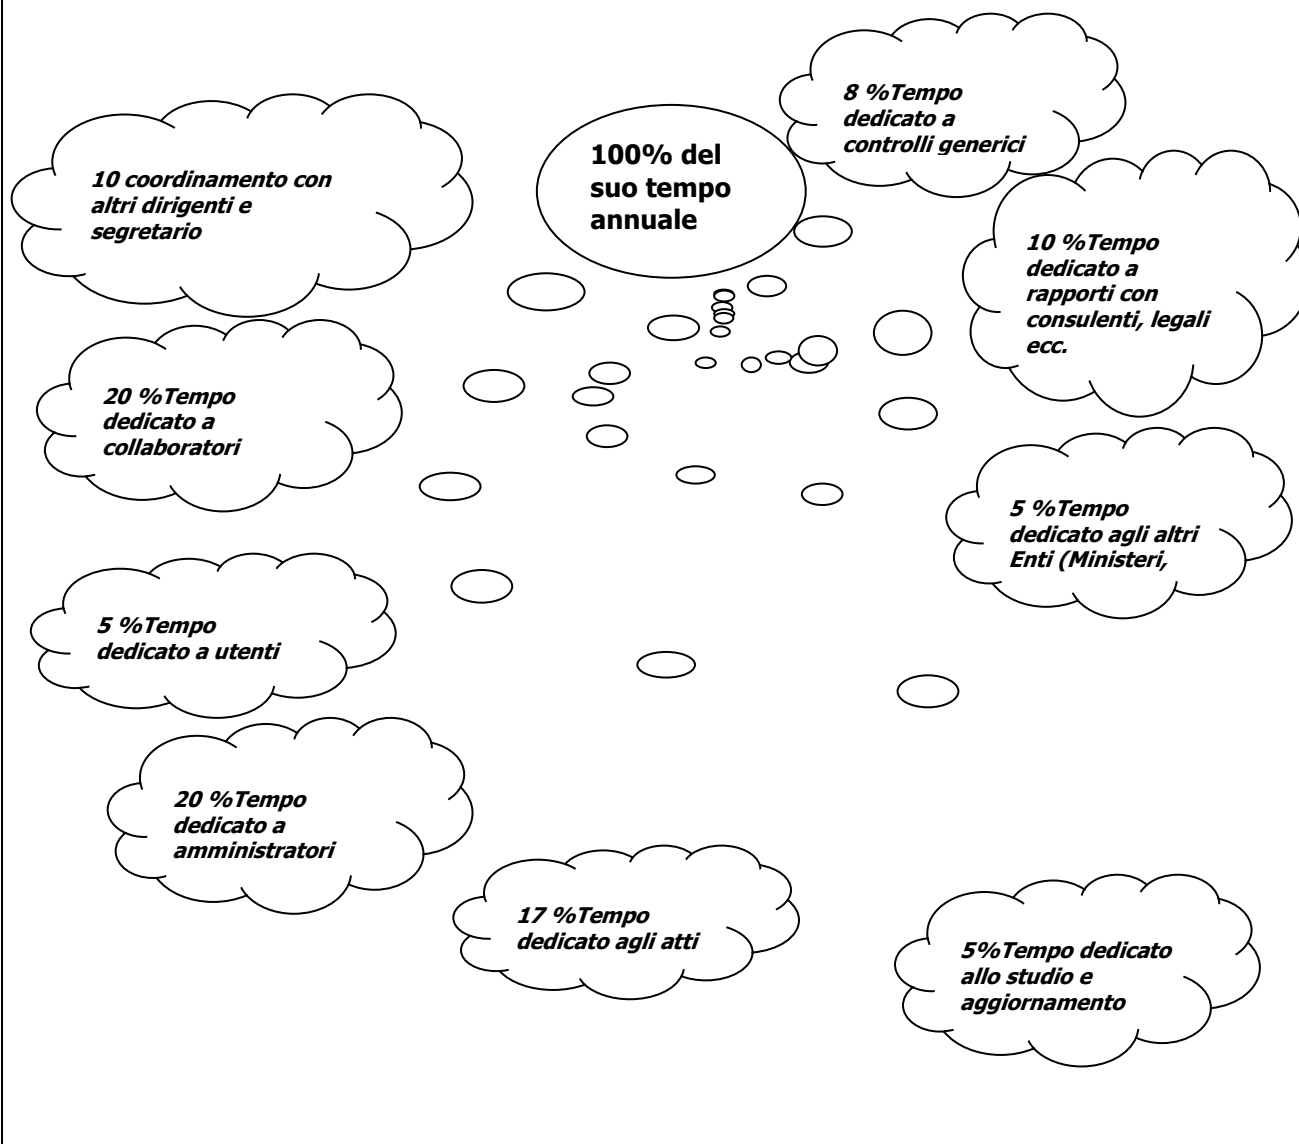 100% del
suo tempo
annuale
8 %Tempo
dedicato a
controlli generici
10 coordinamento con
altri dirigenti e
segretario
10 %Tempo
dedicato a
rapporti con
consulenti, legali
ecc.
20 %Tempo
dedicato a
collaboratori
5 %Tempo
dedicato agli altri
Enti (Ministeri,
5 %Tempo
dedicato a utenti
20 %Tempo
dedicato a
amministratori
17 %Tempo
dedicato agli atti
5%Tempo dedicato
allo studio e
aggiornamento